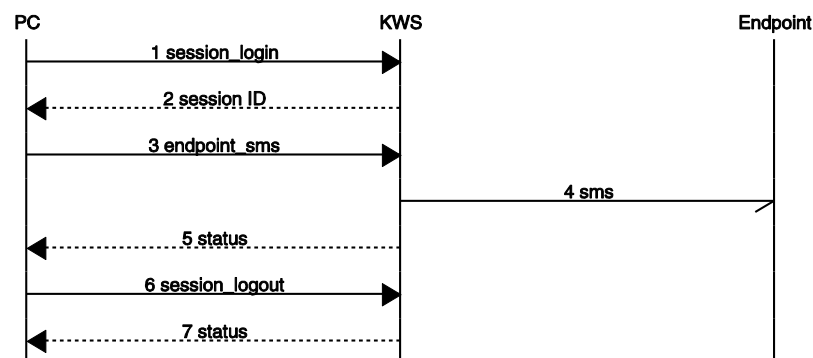 PC KWS Endpoint
1 session_login
2 session ID
3 endpoint_sms
4 sms
5 status
6 session_logout
7 status